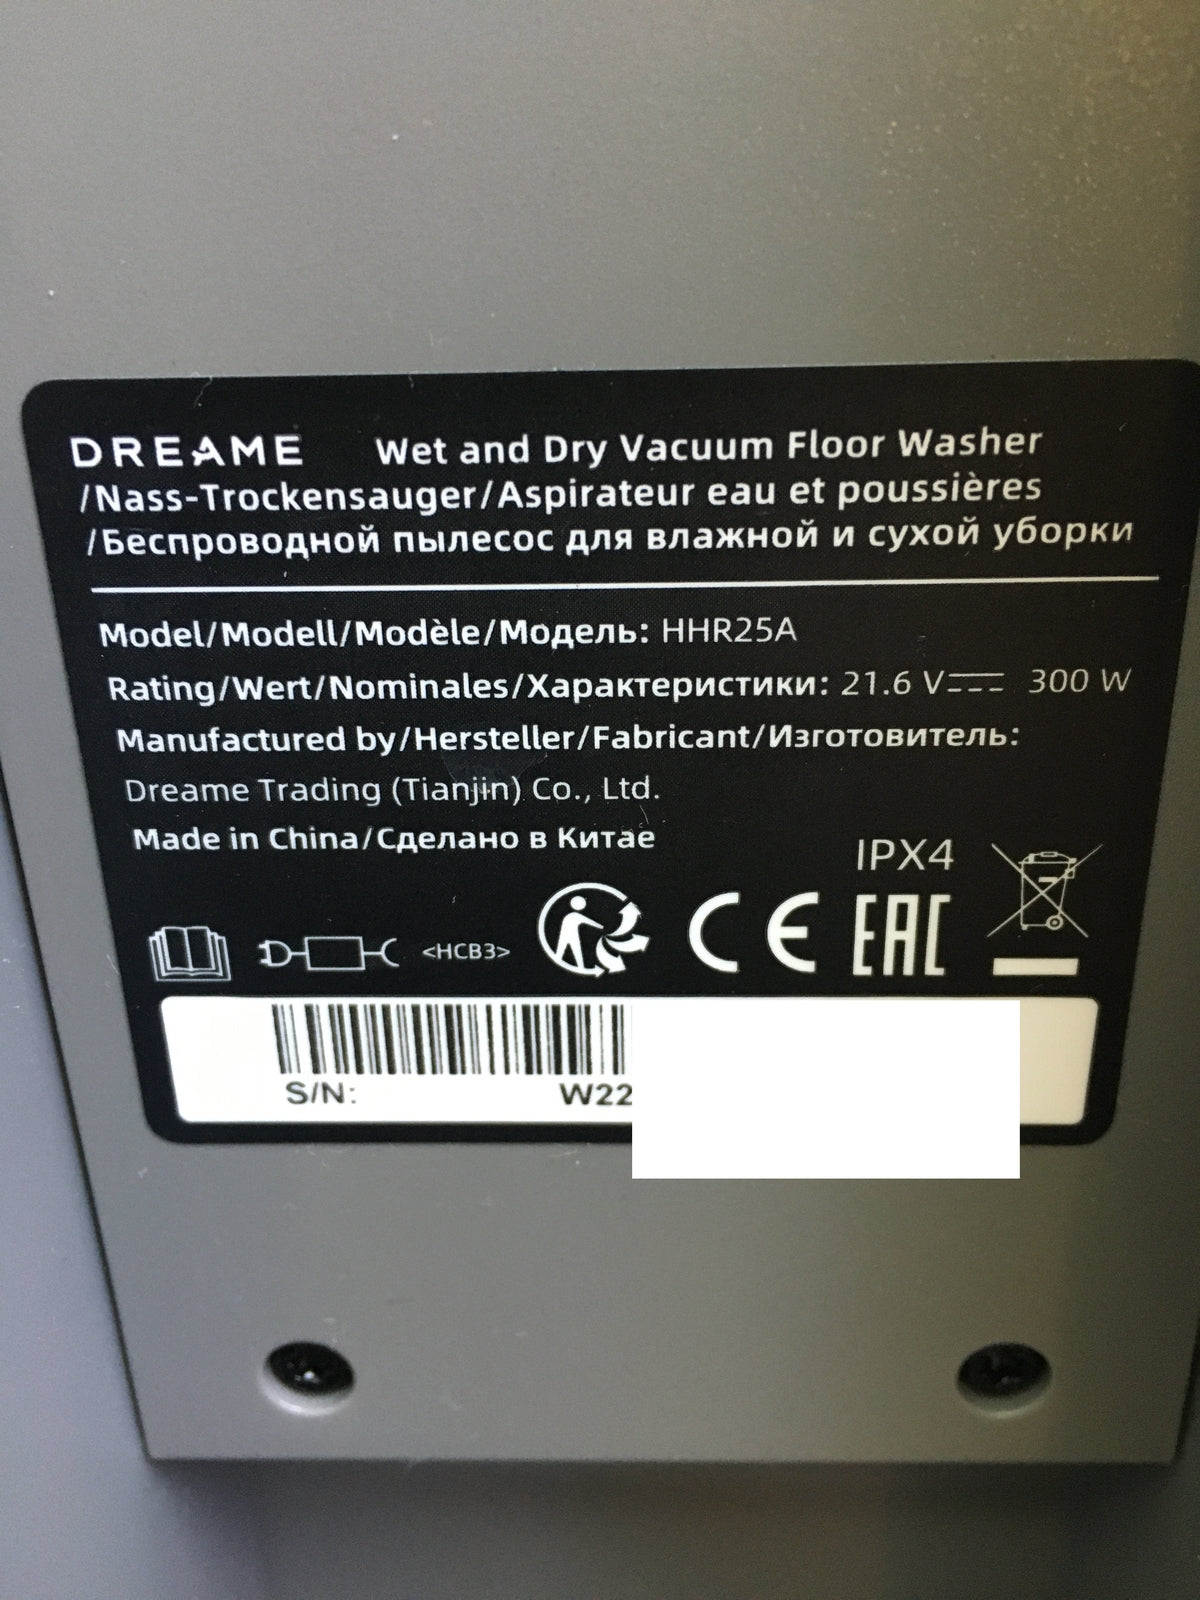 DREAME Wet and Dry Vacuum Floor Washer
/Nass-Trockensauger/Aspirateur eau et poussières
/Беспроводной пылесос для влажной и сухой уборки
Model/Modell/Modèle/Модель: HHR25A
Rating/Wert/Nominales/Характеристики: 21.6 V⎓ 300 W
Manufactured by/Hersteller/Fabricant/Изготовитель:
Dreame Trading (Tianjin) Co., Ltd.
Made in China/Сделано в Китае
IPX4
<HCB3> CE EAC
S/N: W22